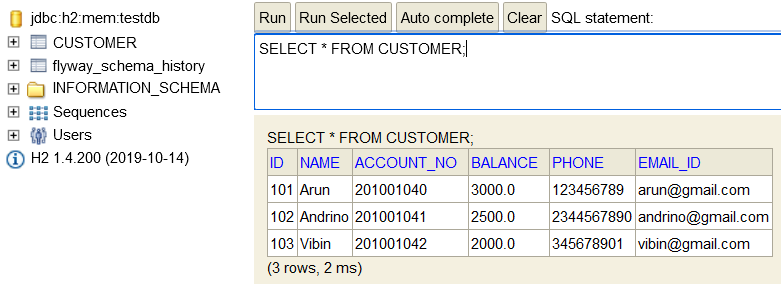 jdbc:h2:mem:testdb
CUSTOMER
flyway_schema_history
INFORMATION_SCHEMA
Sequences
Users
H2 1.4.200 (2019-10-14)
Run Run Selected Auto complete Clear SQL statement:
SELECT * FROM CUSTOMER;
SELECT * FROM CUSTOMER;
ID NAME ACCOUNT_NO BALANCE PHONE EMAIL_ID
101 Arun 201001040 3000.0 123456789 arun@gmail.com
102 Andrino 201001041 2500.0 2344567890 andrino@gmail.com
103 Vibin 201001042 2000.0 345678901 vibin@gmail.com
(3 rows, 2 ms)